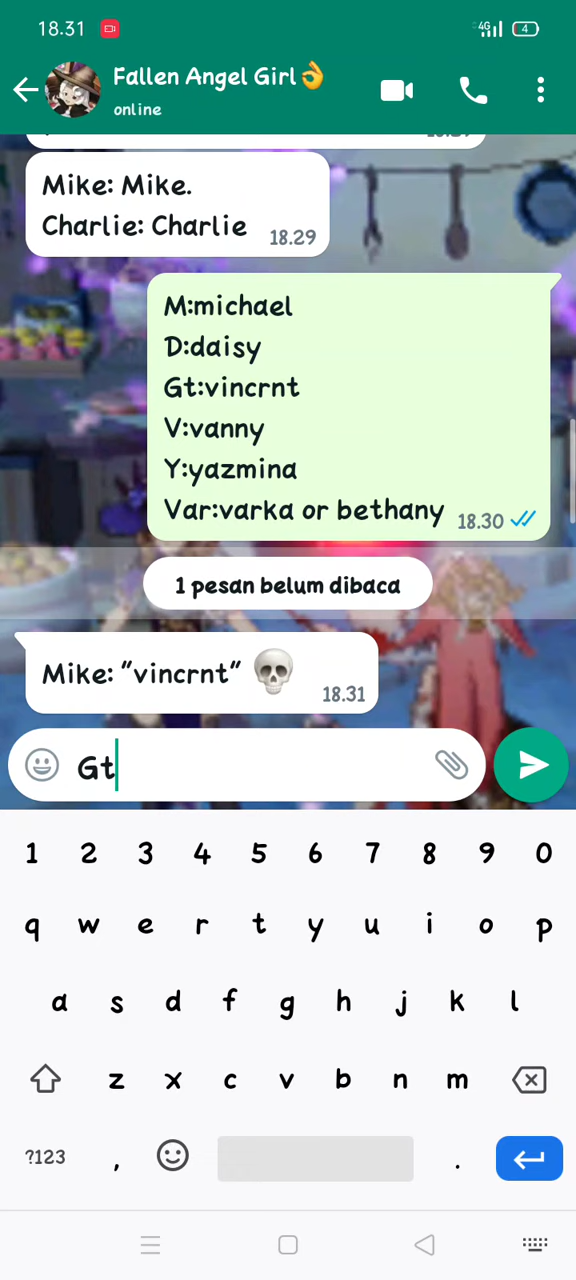 18.31
4G
4
Fallen Angel Girl👌
online
Mike: Mike.
Charlie: Charlie
18.29
M:michael
D:daisy
Gt:vincrnt
V:vanny
Y:yazmina
Var:varka or bethany
18.30
1 pesan belum dibaca
Mike: "vincrnt" 💀
18.31
Gt
1 2 3 4 5 6 7 8 9 0
q w e r t y u i o p
a s d f g h j k l
z x c v b n m
?123 , .